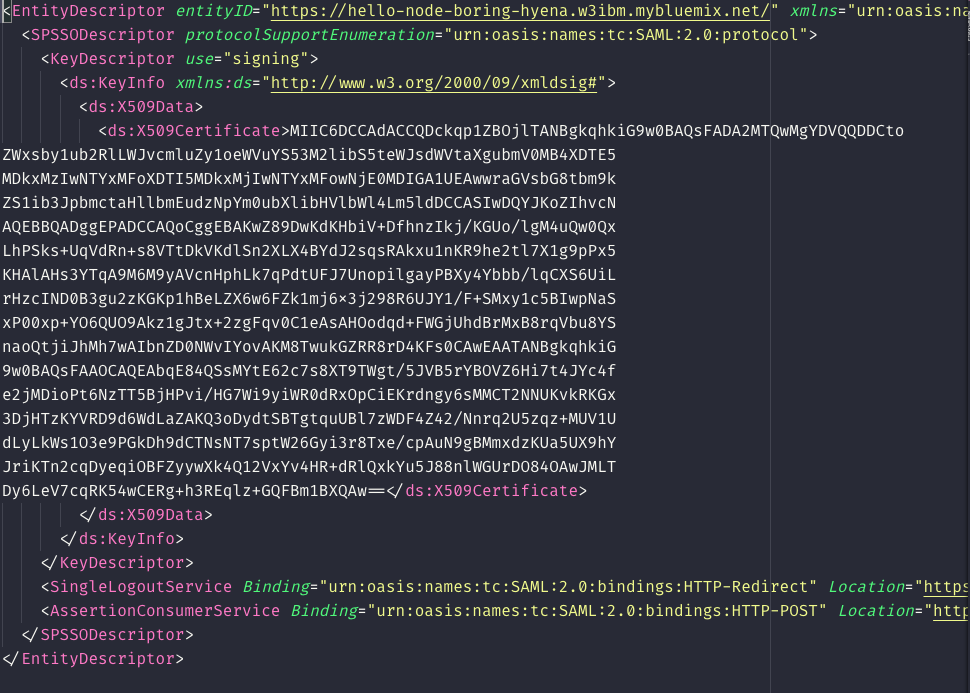 <EntityDescriptor entityID="https://hello-node-boring-hyena.w3ibm.mybluemix.net/" xmlns="urn:oasis:na
<SPSSODescriptor protocolSupportEnumeration="urn:oasis:names:tc:SAML:2.0:protocol">
<KeyDescriptor use="signing">
<ds:KeyInfo xmlns:ds="http://www.w3.org/2000/09/xmldsig#">
<ds:X509Data>
<ds:X509Certificate>MIIC6DCCAdACCQDckqp1ZBOjlTANBgkqhkiG9w0BAQsFADA2MTQwMgYDVQQDDCto
ZWxsby1ub2RlLWJvcmluZy1oeWVuYS53M2libS5teWJsdWVtaXgubmV0MB4XDTE5
MDkxMzIwNTYxMFoXDTI5MDkxMjIwNTYxMFowNjE0MDIGA1UEAwwraGVsbG8tbm9k
ZS1ib3JpbmctaHllbmEudzNpYm0ubXlibHVlbWl4Lm5ldDCCASIwDQYJKoZIhvcN
AQEBBQADggEPADCCAQoCggEBAKwZ89DwKdKHbiV+DfhnzIkj/KGUo/lgM4uQw0Qx
LhPSks+UqVdRn+s8VTtDkVKdlSn2XLX4BYdJ2sqsRAkxu1nKR9he2tl7X1g9pPx5
KHAlAHs3YTqA9M6M9yAVcnHphLk7qPdtUFJ7UnopilgayPBXy4Ybbb/lqCXS6UiL
rHzcIND0B3gu2zKGKp1hBeLZX6w6FZk1mj6x3j298R6UJY1/F+SMxy1c5BIwpNaS
xP00xp+YO6QUO9Akz1gJtx+2zgFqv0C1eAsAHOodqd+FWGjUhdBrMxB8rqVbu8YS
naoQtjiJhMh7wAIbnZD0NWvIYovAKM8TwukGZRR8rD4KFs0CAwEAATANBgkqhkiG
9w0BAQsFAAOCAQEAbqE84QSsMYtE62c7s8XT9TWgt/5JVB5rYBOVZ6Hi7t4JYc4f
e2jMDioPt6NzTT5BjHPvi/HG7Wi9yiWR0dRxOpCiEKrdngy6sMMCT2NNUKvkRKGx
3DjHTzKYVRD9d6WdLaZAKQ3oDydtSBTgtquUBl7zWDF4Z42/Nnrq2U5zqz+MUV1U
dLyLkWs1O3e9PGkDh9dCTNsNT7sptW26Gyi3r8Txe/cpAuN9gBMmxdzKUa5UX9hY
JriKTn2cqDyeqiOBFZyywXk4Q12VxYv4HR+dRlQxkYu5J88nlWGUrDO84OAwJMLT
Dy6LeV7cqRK54wCERg+h3REqlz+GQFBm1BXQAw==</ds:X509Certificate>
</ds:X509Data>
</ds:KeyInfo>
</KeyDescriptor>
<SingleLogoutService Binding="urn:oasis:names:tc:SAML:2.0:bindings:HTTP-Redirect" Location="https
<AssertionConsumerService Binding="urn:oasis:names:tc:SAML:2.0:bindings:HTTP-POST" Location="http
</SPSSODescriptor>
</EntityDescriptor>